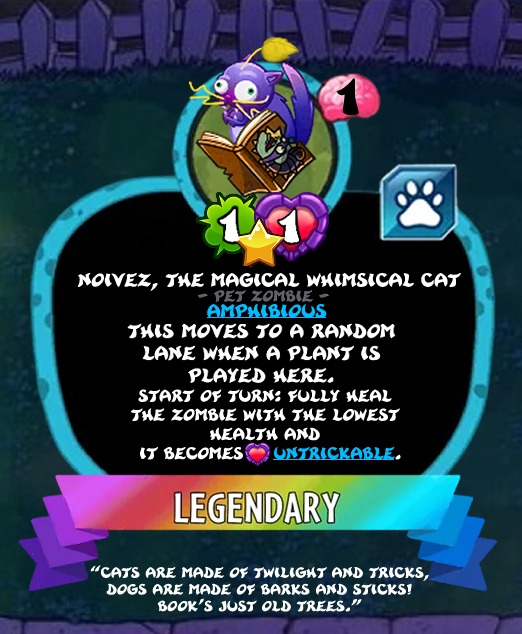 1
1 1
NOIVEZ, THE MAGICAL WHIMSICAL CAT
- PET ZOMBIE -
AMPHIBIOUS
THIS MOVES TO A RANDOM
LANE WHEN A PLANT IS
PLAYED HERE.
START OF TURN: FULLY HEAL
THE ZOMBIE WITH THE LOWEST
HEALTH AND
IT BECOMES UNTRICKABLE.
LEGENDARY
"CATS ARE MADE OF TWILIGHT AND TRICKS,
DOGS ARE MADE OF BARKS AND STICKS!
BOOK'S JUST OLD TREES."